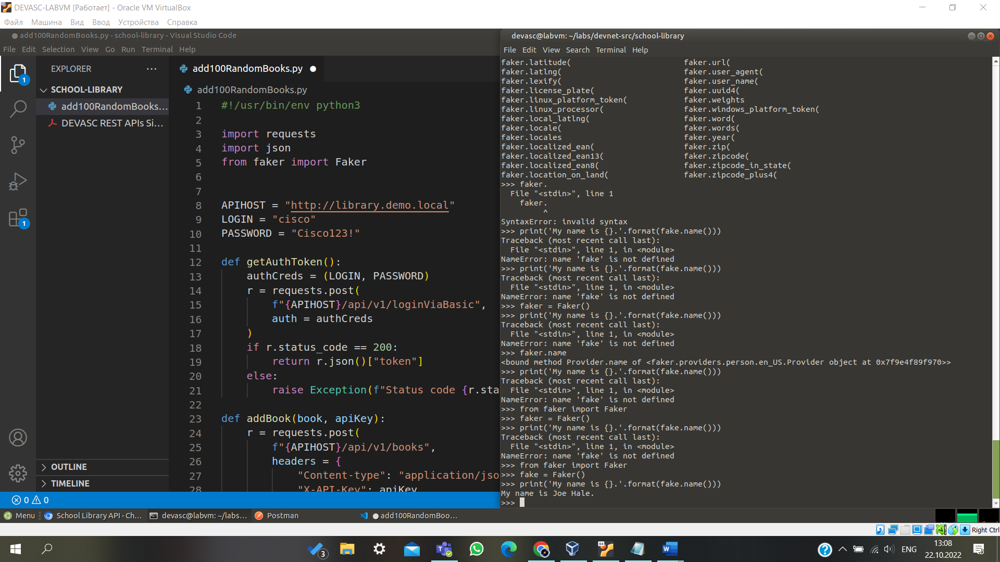 DEVASC-LABVM [Работает] - Oracle VM VirtualBox
Файл Машина Вид Ввод Устройства Справка
add100RandomBooks.py - school-library - Visual Studio Code
File Edit Selection View Go Run Terminal Help
EXPLORER ···
SCHOOL-LIBRARY
add100RandomBooks...
DEVASC REST APIs Si...
1
1
OUTLINE
TIMELINE
add100RandomBooks.py
add100RandomBooks.py
1 #!/usr/bin/env python3
2
3 import requests
4 import json
5 from faker import Faker
6
7
8 APIHOST = "http://library.demo.local"
9 LOGIN = "cisco"
10 PASSWORD = "Cisco123!"
11
12 def getAuthToken():
13     authCreds = (LOGIN, PASSWORD)
14     r = requests.post(
15         f"{APIHOST}/api/v1/loginViaBasic",
16         auth = authCreds
17     )
18     if r.status_code == 200:
19         return r.json()["token"]
20     else:
21         raise Exception(f"Status code {r.sta
22
23 def addBook(book, apiKey):
24     r = requests.post(
25         f"{APIHOST}/api/v1/books",
26         headers = {
27             "Content-type": "application/jso
28             "X-API-Key": apiKey
0 0
devasc@labvm: ~/labs/devnet-src/school-library
File Edit View Search Terminal Help
faker.latitude( faker.url(
faker.latlng( faker.user_agent(
faker.lexify( faker.user_name(
faker.license_plate( faker.uuid4(
faker.linux_platform_token( faker.weights
faker.linux_processor( faker.windows_platform_token(
faker.local_latlng( faker.word(
faker.locale( faker.words(
faker.locales faker.year(
faker.localized_ean( faker.zip(
faker.localized_ean13( faker.zipcode(
faker.localized_ean8( faker.zipcode_in_state(
faker.location_on_land( faker.zipcode_plus4(
>>> faker.
  File "<stdin>", line 1
    faker.
         ^
SyntaxError: invalid syntax
>>> print('My name is {}.'.format(fake.name()))
Traceback (most recent call last):
  File "<stdin>", line 1, in <module>
NameError: name 'fake' is not defined
>>> print('My name is {}.'.format(fake.name()))
Traceback (most recent call last):
  File "<stdin>", line 1, in <module>
NameError: name 'fake' is not defined
>>> faker = Faker()
>>> print('My name is {}.'.format(fake.name()))
Traceback (most recent call last):
  File "<stdin>", line 1, in <module>
NameError: name 'fake' is not defined
>>> faker.name
<bound method Provider.name of <faker.providers.person.en_US.Provider object at 0x7f9e4f89f970>>
>>> print('My name is {}.'.format(fake.name()))
Traceback (most recent call last):
  File "<stdin>", line 1, in <module>
NameError: name 'fake' is not defined
>>> from faker import Faker
>>> faker = Faker()
>>> print('My name is {}.'.format(fake.name()))
Traceback (most recent call last):
  File "<stdin>", line 1, in <module>
NameError: name 'fake' is not defined
>>> from faker import Faker
>>> fake = Faker()
>>> print('My name is {}.'.format(fake.name()))
My name is Joe Hale.
>>>
Menu School Library API - Ch... devasc@labvm: ~/labs... Postman add100RandomBoo...
Right Ctrl
3 64 ENG 13:08
22.10.2022